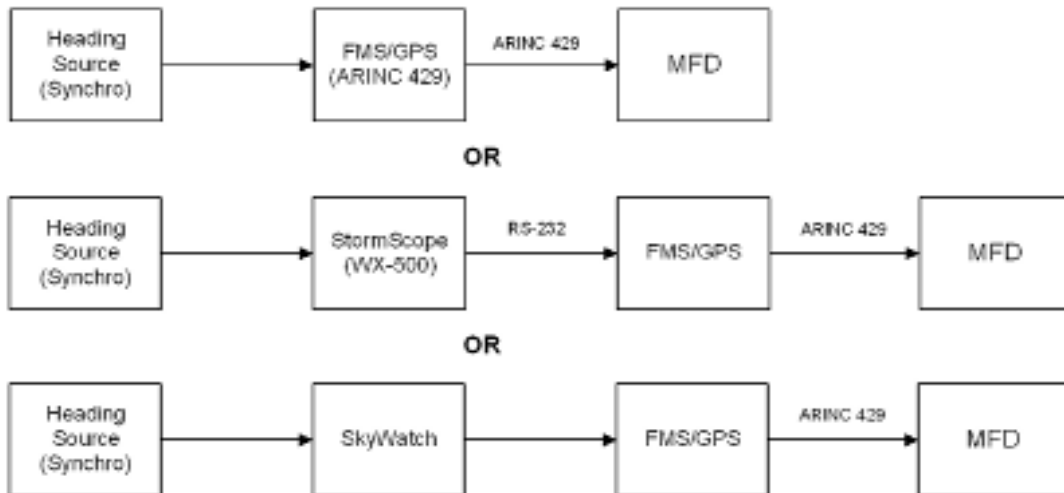 Heading
Source
(Synchro)
FMS/GPS
(ARINC 429)
ARINC 429
MFD
OR
Heading
Source
(Synchro)
StormScope
(WX-500)
RS-232
FMS/GPS
ARINC 429
MFD
OR
Heading
Source
(Synchro)
SkyWatch
FMS/GPS
ARINC 429
MFD